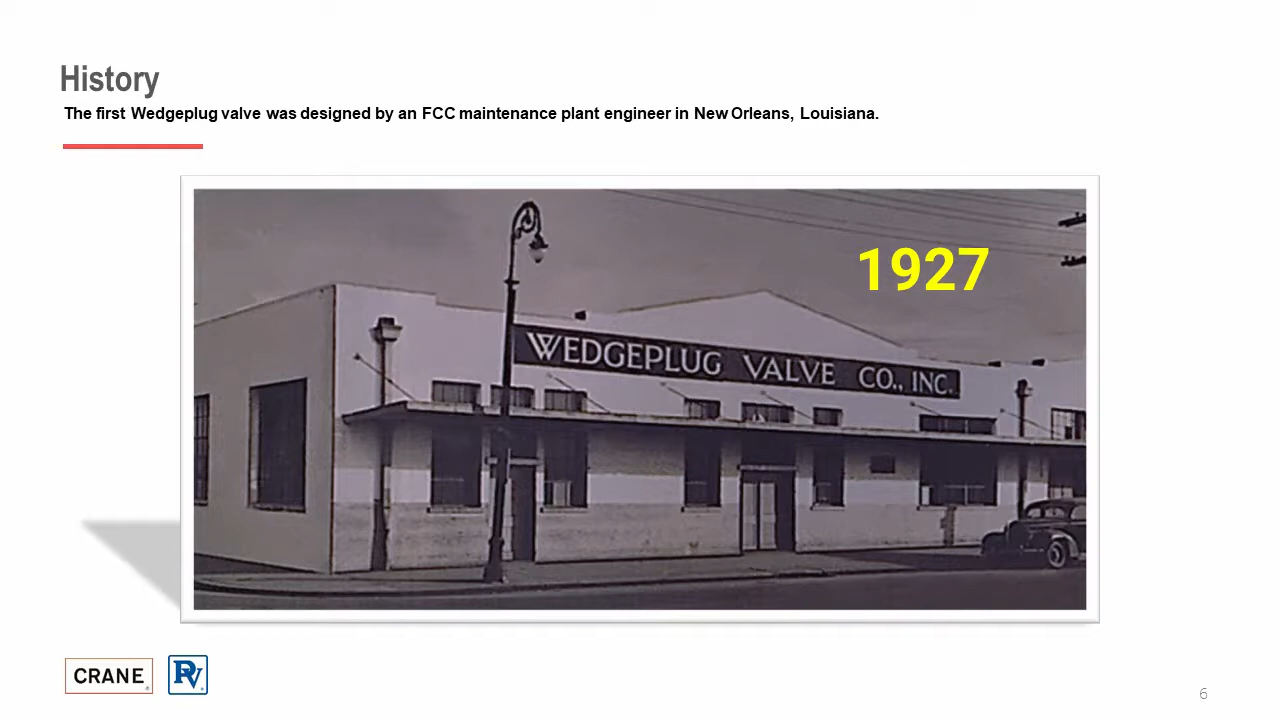 History
The first Wedgeplug valve was designed by an FCC maintenance plant engineer in New Orleans, Louisiana.
1927
WEDGEPLUG VALVE CO., INC.
CRANE®
PV®
6